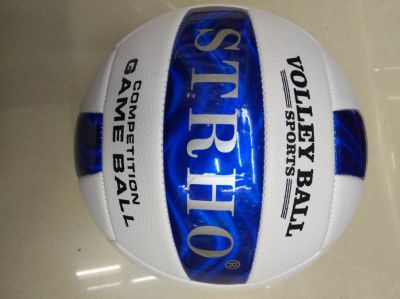 COMPETITION
GAME BALL
STRHO®
VOLLEY BALL
SPORTS